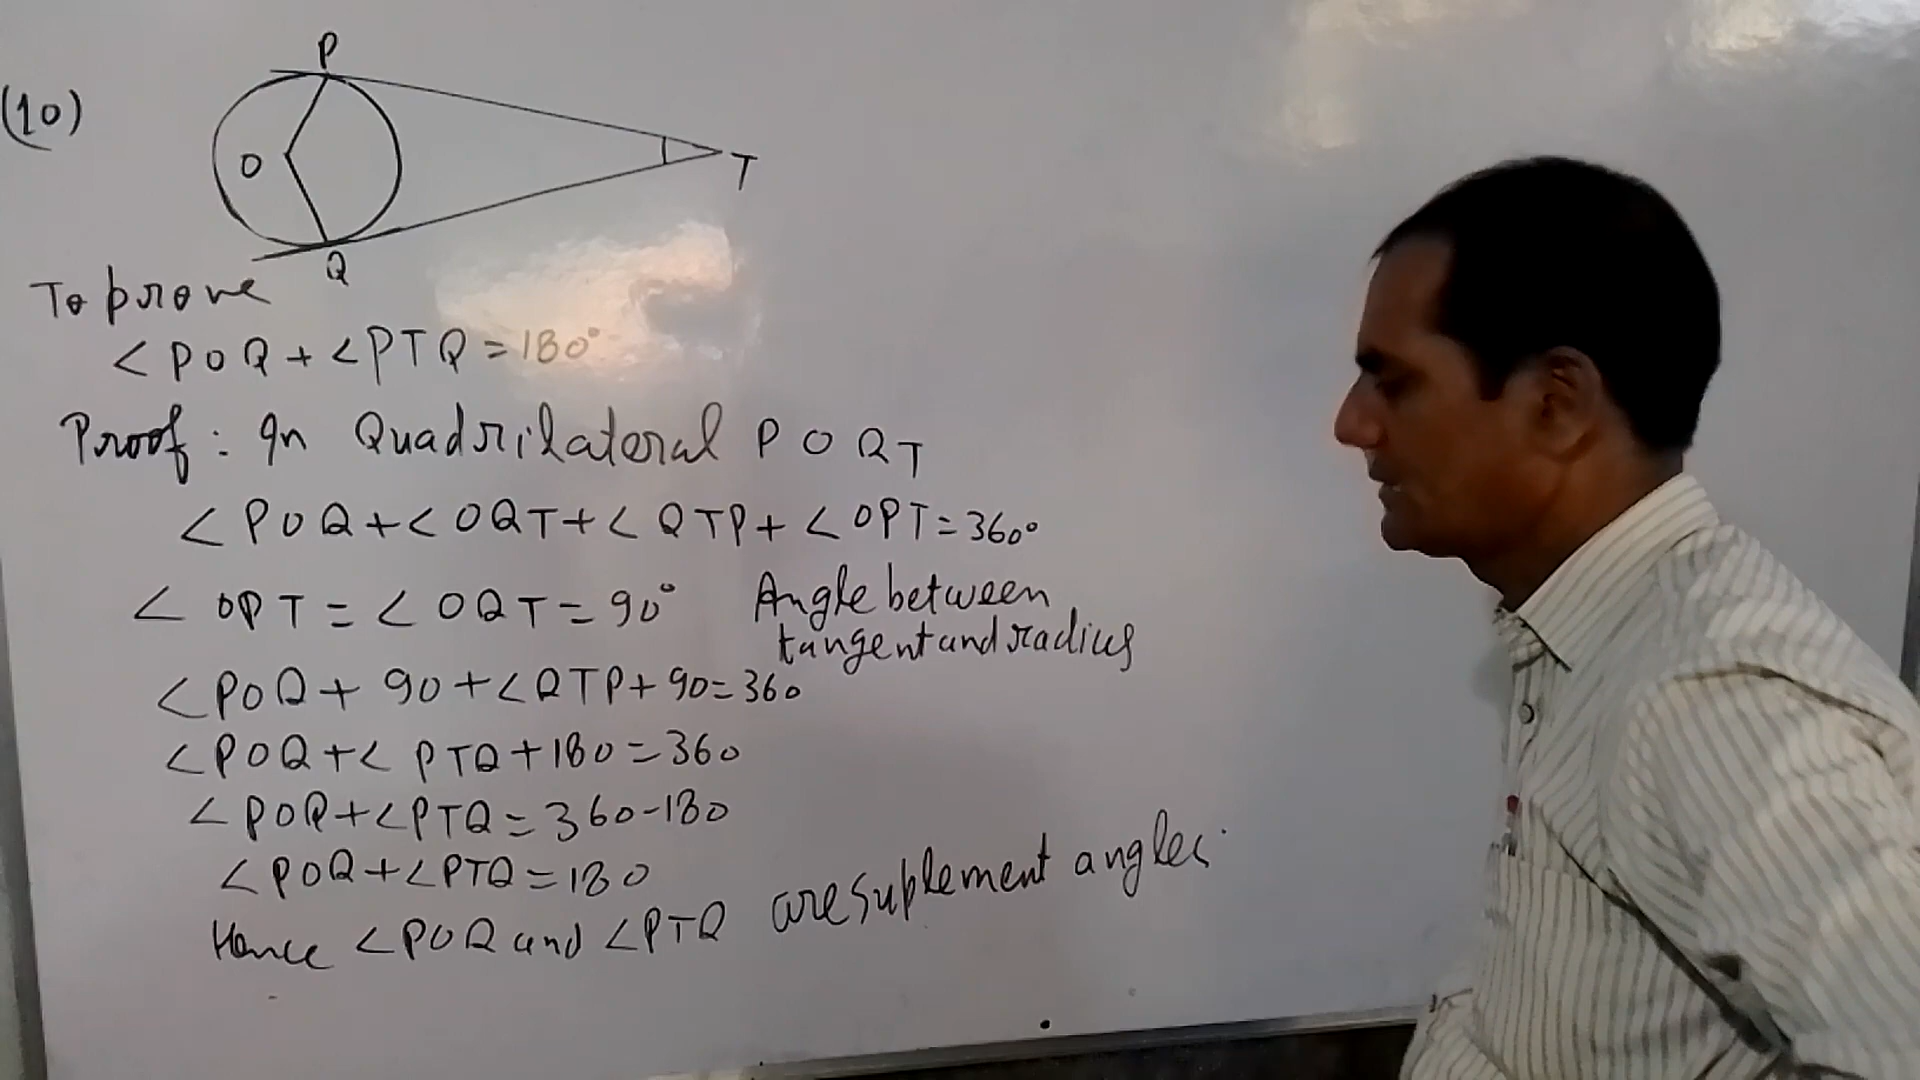 (10)
P
O
T
Q
To prove
∠POQ + ∠PTQ = 180°
Proof : In Quadrilateral POQT
∠POQ + ∠OQT + ∠QTP + ∠OPT = 360°
∠OPT = ∠OQT = 90° Angle between
tangent and radius
∠POQ + 90 + ∠QTP + 90 = 360
∠POQ + ∠PTQ + 180 = 360
∠POQ + ∠PTQ = 360 - 180
∠POQ + ∠PTQ = 180
Hence ∠POQ and ∠PTQ are suplement angles.